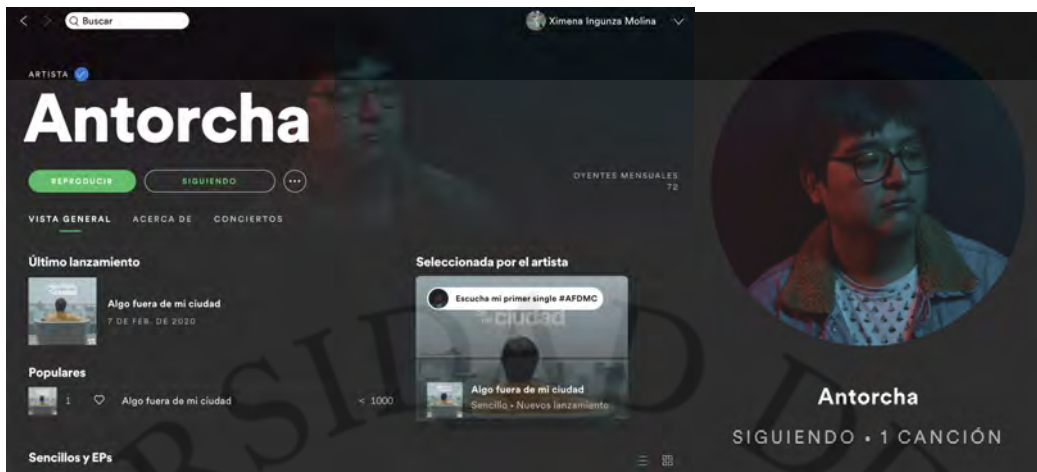 Buscar
Ximena Ingunza Molina
ARTISTA
Antorcha
REPRODUCIR
SIGUIENDO
OYENTES MENSUALES
72
VISTA GENERAL ACERCA DE CONCIERTOS
Último lanzamiento
Algo fuera de mi ciudad
7 DE FEB. DE 2020
Populares
1 Algo fuera de mi ciudad < 1000
Sencillos y EPs
Seleccionada por el artista
Escucha mi primer single #AFDMC
ciudad
Algo fuera de mi ciudad
Sencillo • Nuevos lanzamiento
Antorcha
SIGUIENDO • 1 CANCIÓN
RSIDAD DE